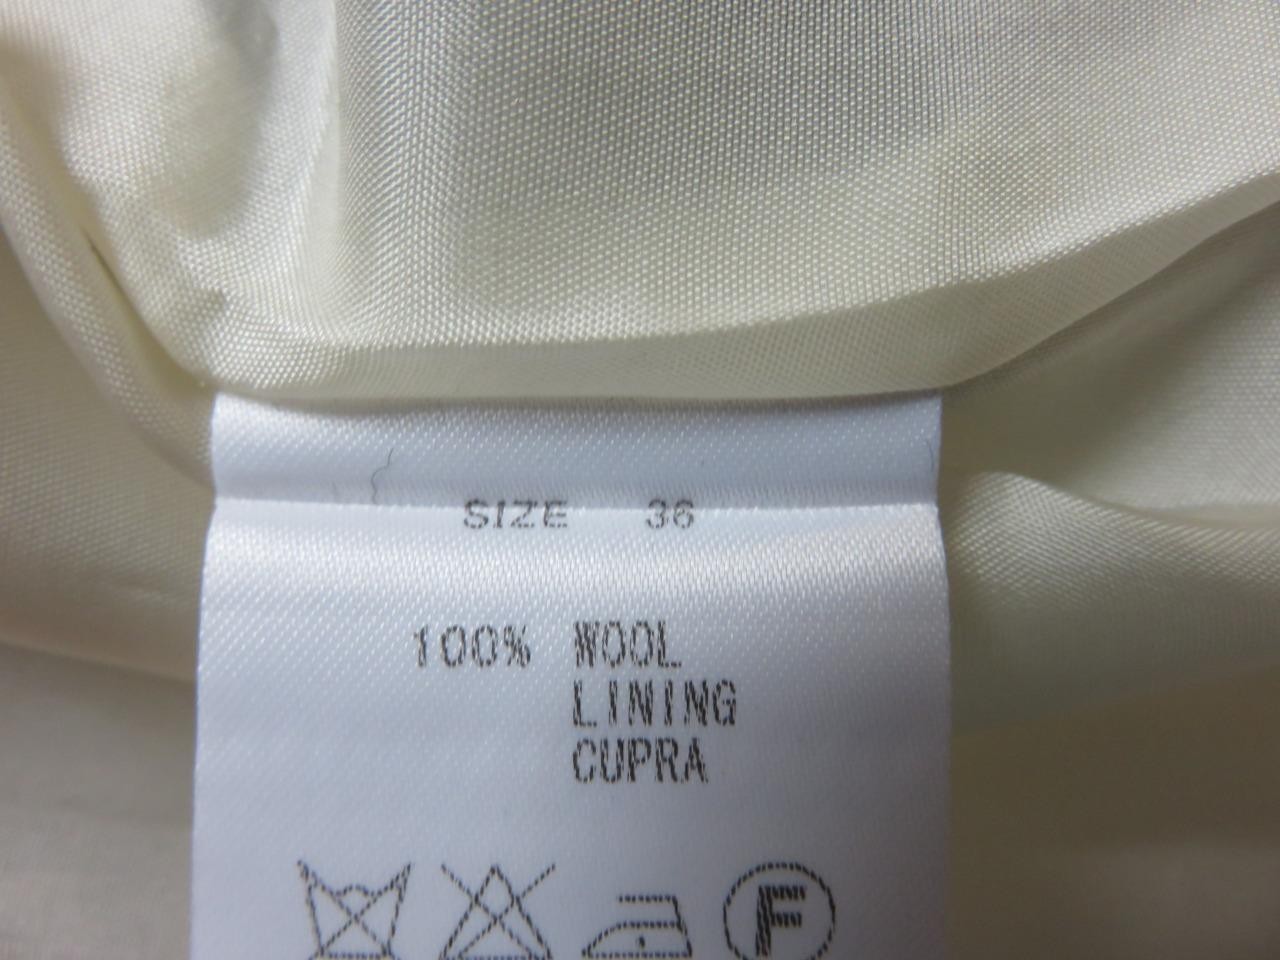 SIZE 36
100% WOOL
LINING
CUPRA
F